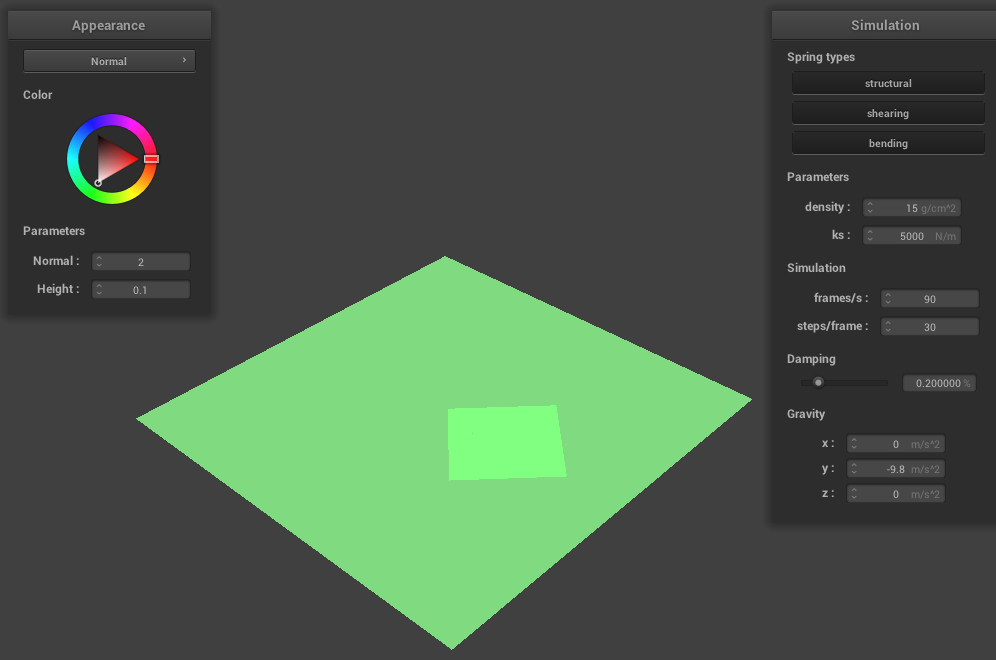 Appearance
Normal
Color
Parameters
Normal : 2
Height : 0.1
Simulation
Spring types
structural
shearing
bending
Parameters
density : 15 g/cm^2
ks : 5000 N/m
Simulation
frames/s : 90
steps/frame : 30
Damping
0.200000 %
Gravity
x : 0 m/s^2
y : -9.8 m/s^2
z : 0 m/s^2